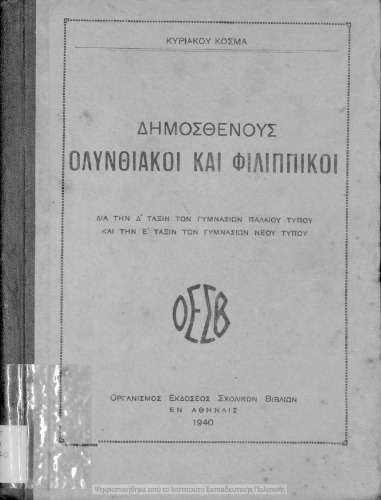 ΚΥΡΙΑΚΟΥ ΚΟΣΜΑ
ΔΗΜΟΣΘΕΝΟΥΣ
ΟΛΥΝΘΙΑΚΟΙ ΚΑΙ ΦΙΛΙΠΠΙΚΟΙ
ΔΙΑ ΤΗΝ Δ΄ ΤΑΞΙΝ ΤΩΝ ΓΥΜΝΑΣΙΩΝ ΠΑΛΑΙΟΥ ΤΥΠΟΥ
ΚΑΙ ΤΗΝ Ε΄ ΤΑΞΙΝ ΤΩΝ ΓΥΜΝΑΣΙΩΝ ΝΕΟΥ ΤΥΠΟΥ
ΟΕΣΒ
ΟΡΓΑΝΙΣΜΟΣ ΕΚΔΟΣΕΩΣ ΣΧΟΛΙΚΩΝ ΒΙΒΛΙΩΝ
ΕΝ ΑΘΗΝΑΙΣ
1940
Ψηφιοποιήθηκε από το Ινστιτούτο Εκπαιδευτικής Πολιτικής